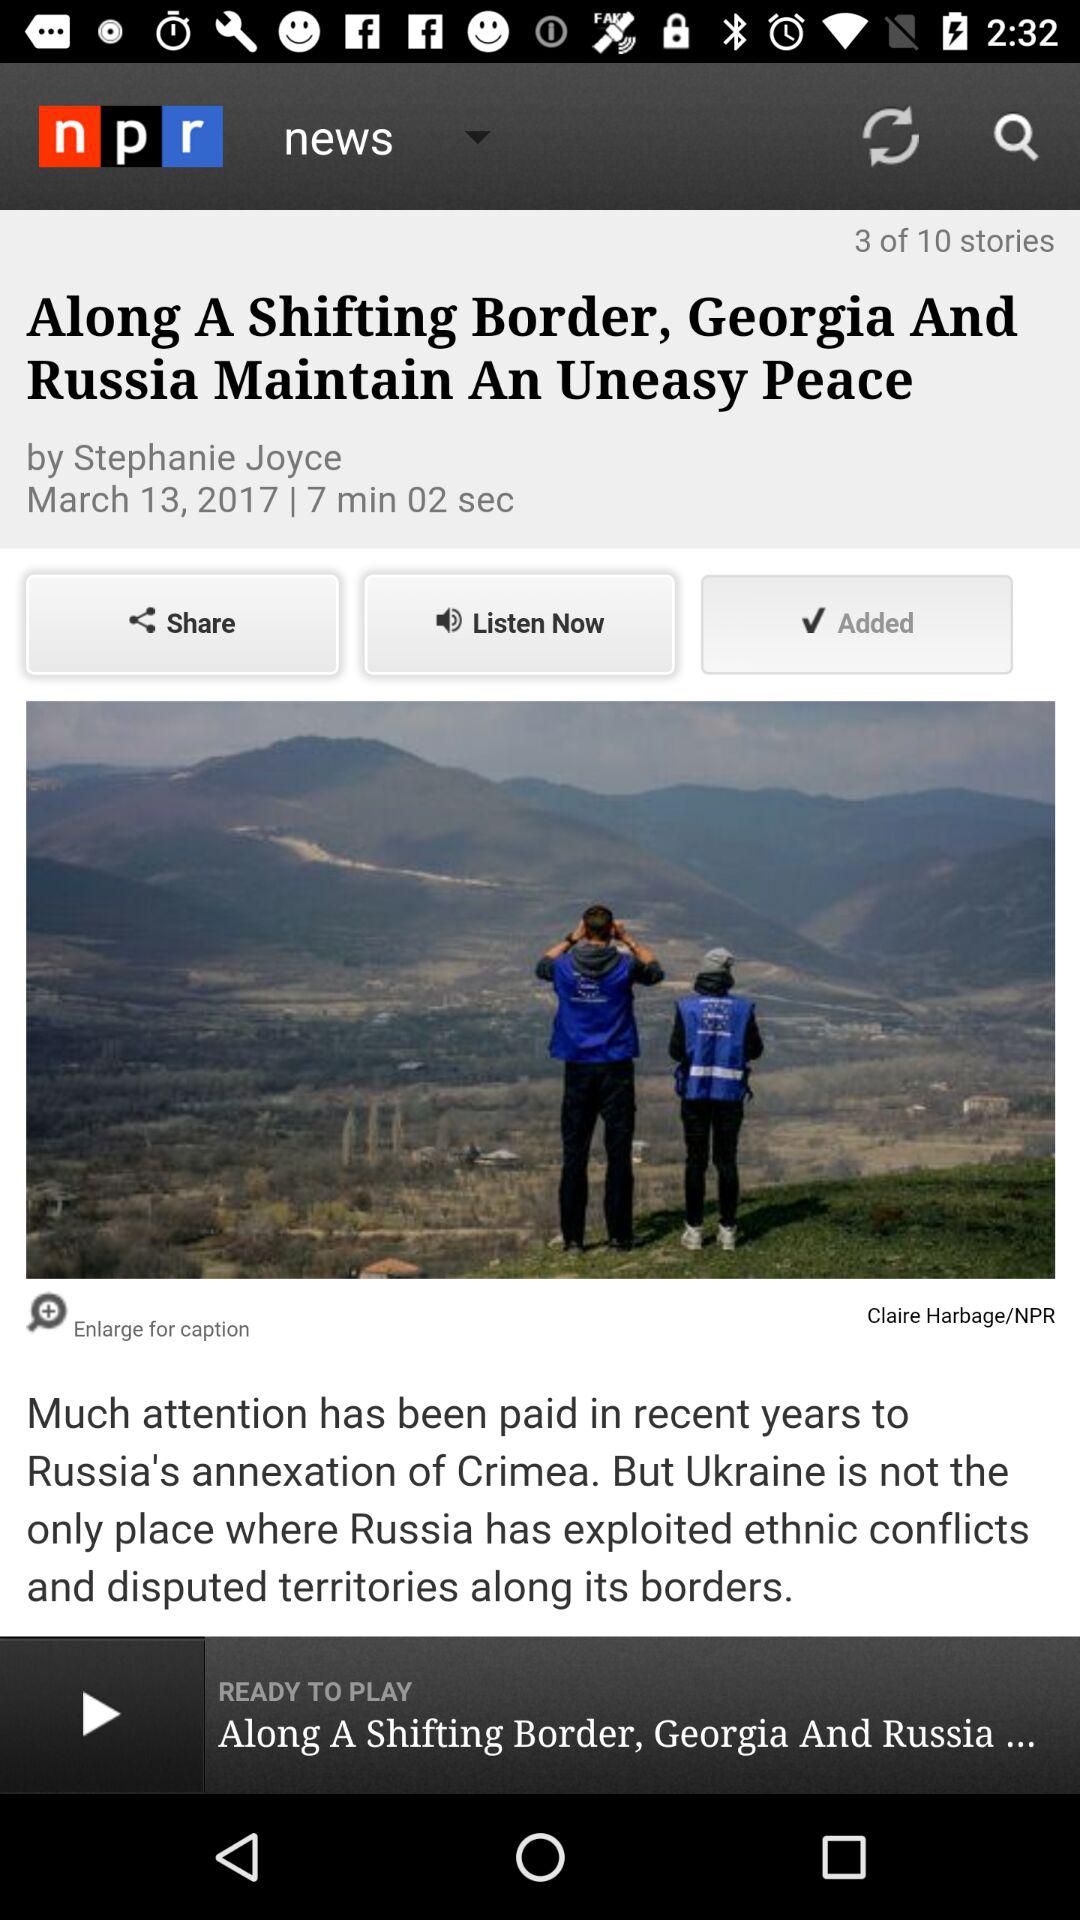 FAKE
2:32
npr news
3 of 10 stories
Along A Shifting Border, Georgia And
Russia Maintain An Uneasy Peace
by Stephanie Joyce
March 13, 2017 | 7 min 02 sec
Share
Listen Now
Added
Enlarge for caption
Claire Harbage/NPR
Much attention has been paid in recent years to
Russia's annexation of Crimea. But Ukraine is not the
only place where Russia has exploited ethnic conflicts
and disputed territories along its borders.
READY TO PLAY
Along A Shifting Border, Georgia And Russia ...